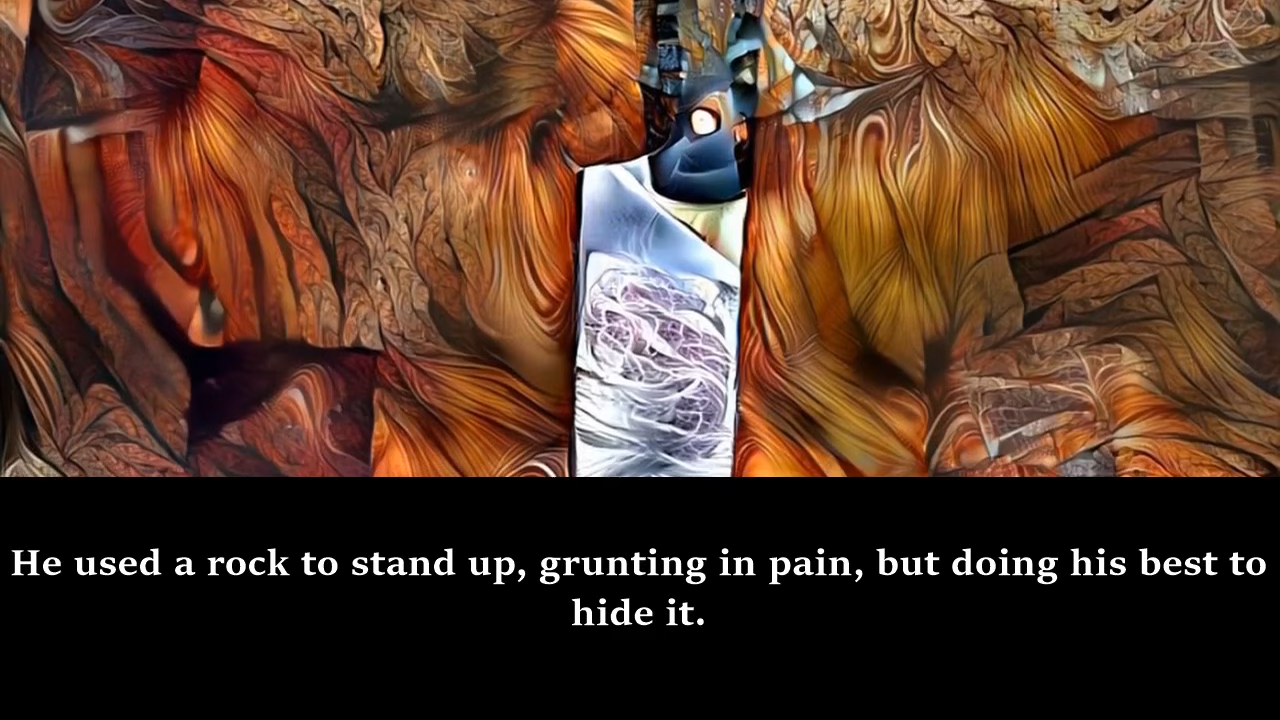 He used a rock to stand up, grunting in pain, but doing his best to
hide it.